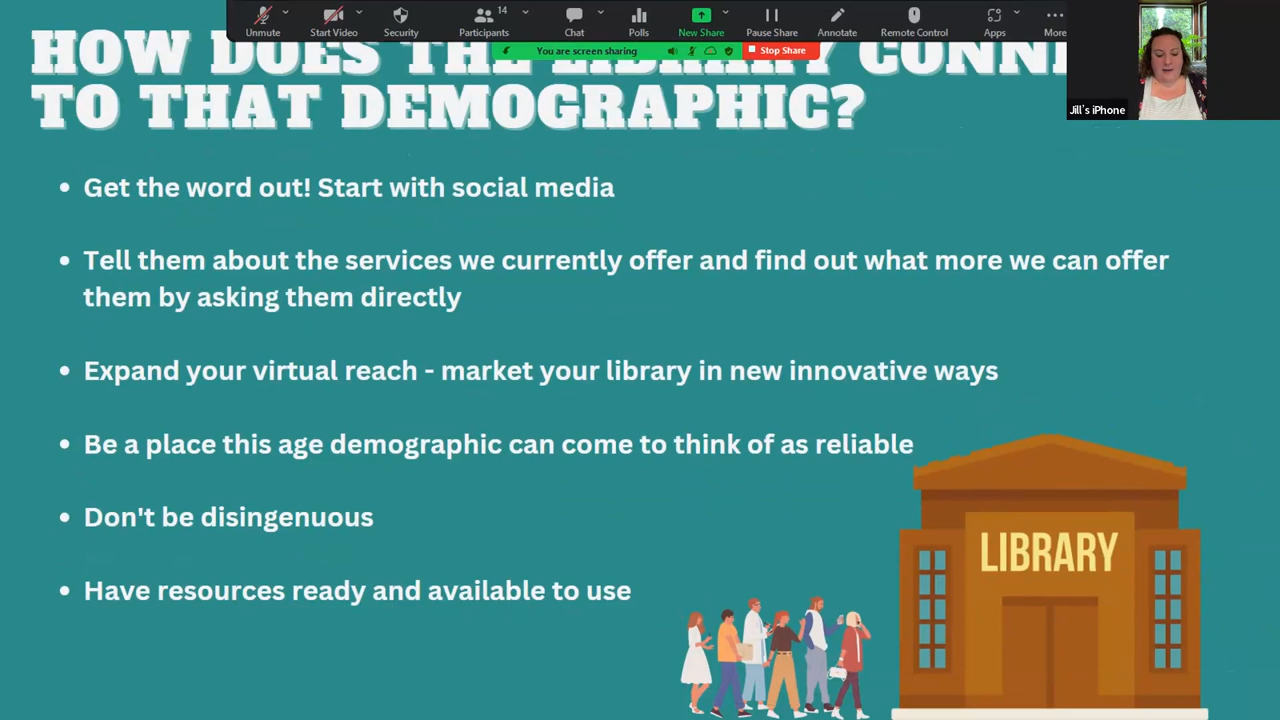 Unmute
Start Video
Security
14
Participants
Chat
Polls
New Share
Pause Share
Annotate
Remote Control
Apps
More
You are screen sharing
Stop Share
Jill's iPhone
HOW DOES THE LIBRARY
TO THAT DEMOGRAPHIC?
• Get the word out! Start with social media
• Tell them about the services we currently offer and find out what more we can offer
them by asking them directly
• Expand your virtual reach - market your library in new innovative ways
• Be a place this age demographic can come to think of as reliable
• Don't be disingenuous
• Have resources ready and available to use
LIBRARY